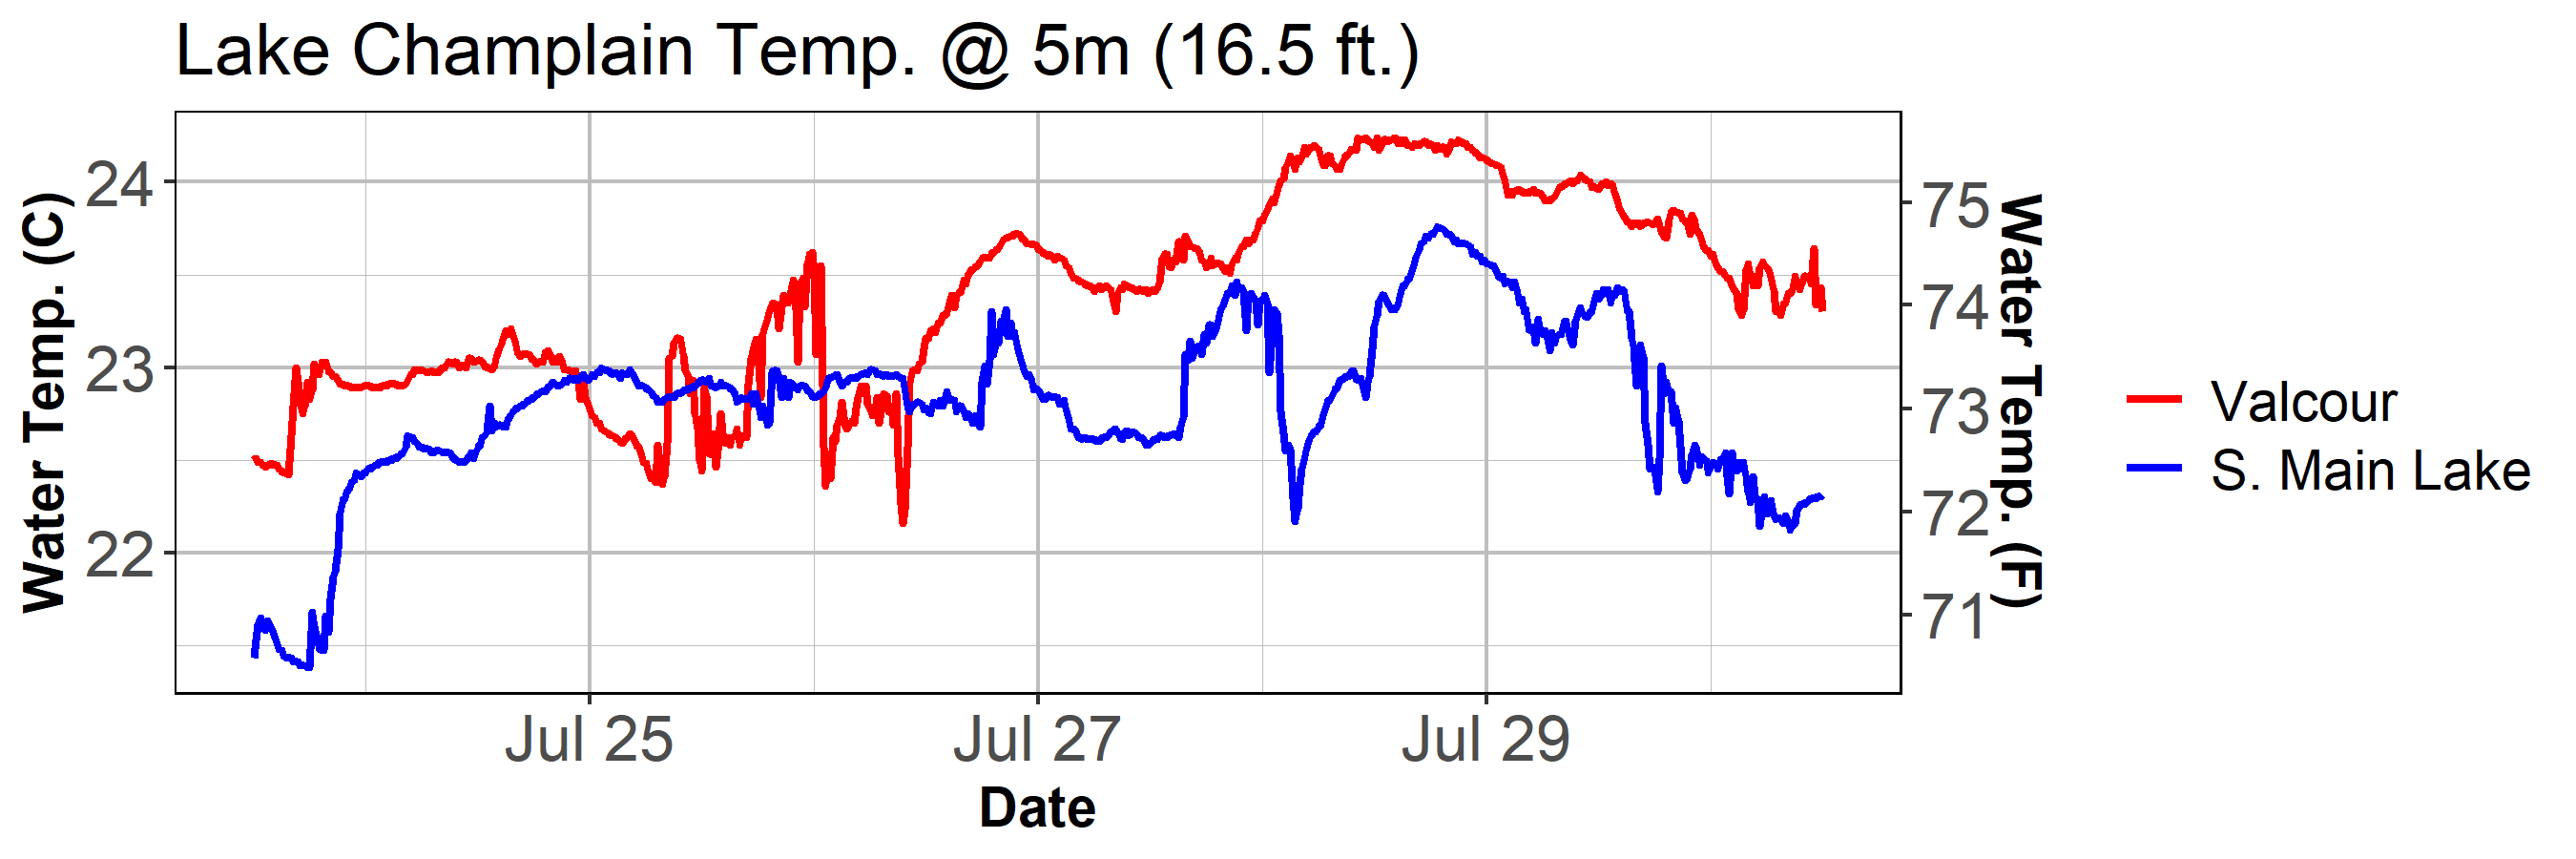 Lake Champlain Temp. @ 5m (16.5 ft.)
Water Temp. (C)
24
23
22
75
74
73
72
71
Water Temp. (F)
Valcour
S. Main Lake
Jul 25
Jul 27
Jul 29
Date